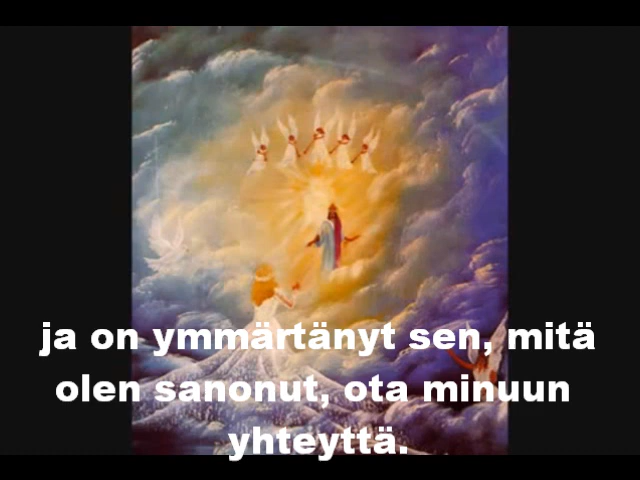 ja on ymmärtänyt sen, mitä
olen sanonut, ota minuun
yhteyttä.